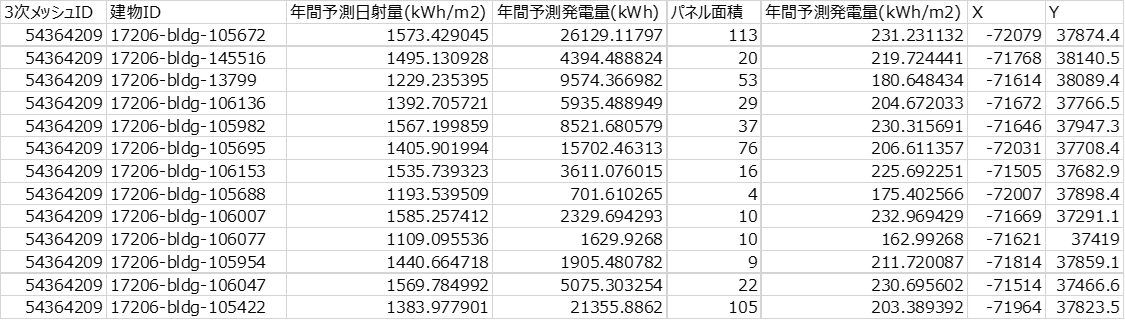 3次メッシュID 建物ID 年間予測日射量(kWh/m2) 年間予測発電量(kWh) パネル面積 年間予測発電量(kWh/m2) X Y
54364209 17206-bldg-105672 1573.429045 26129.11797 113 231.231132 -72079 37874.4
54364209 17206-bldg-145516 1495.130928 4394.488824 20 219.724441 -71768 38140.5
54364209 17206-bldg-13799 1229.235395 9574.366982 53 180.648434 -71614 38089.4
54364209 17206-bldg-106136 1392.705721 5935.488949 29 204.672033 -71672 37766.5
54364209 17206-bldg-105982 1567.199859 8521.680579 37 230.315691 -71646 37947.3
54364209 17206-bldg-105695 1405.901994 15702.46313 76 206.611357 -72031 37708.4
54364209 17206-bldg-106153 1535.739323 3611.076015 16 225.692251 -71505 37682.9
54364209 17206-bldg-105688 1193.539509 701.610265 4 175.402566 -72007 37898.4
54364209 17206-bldg-106007 1585.257412 2329.694293 10 232.969429 -71669 37291.1
54364209 17206-bldg-106077 1109.095536 1629.9268 10 162.99268 -71621 37419
54364209 17206-bldg-105954 1440.664718 1905.480782 9 211.720087 -71814 37859.1
54364209 17206-bldg-106047 1569.784992 5075.303254 22 230.695602 -71514 37466.6
54364209 17206-bldg-105422 1383.977901 21355.8862 105 203.389392 -71964 37823.5